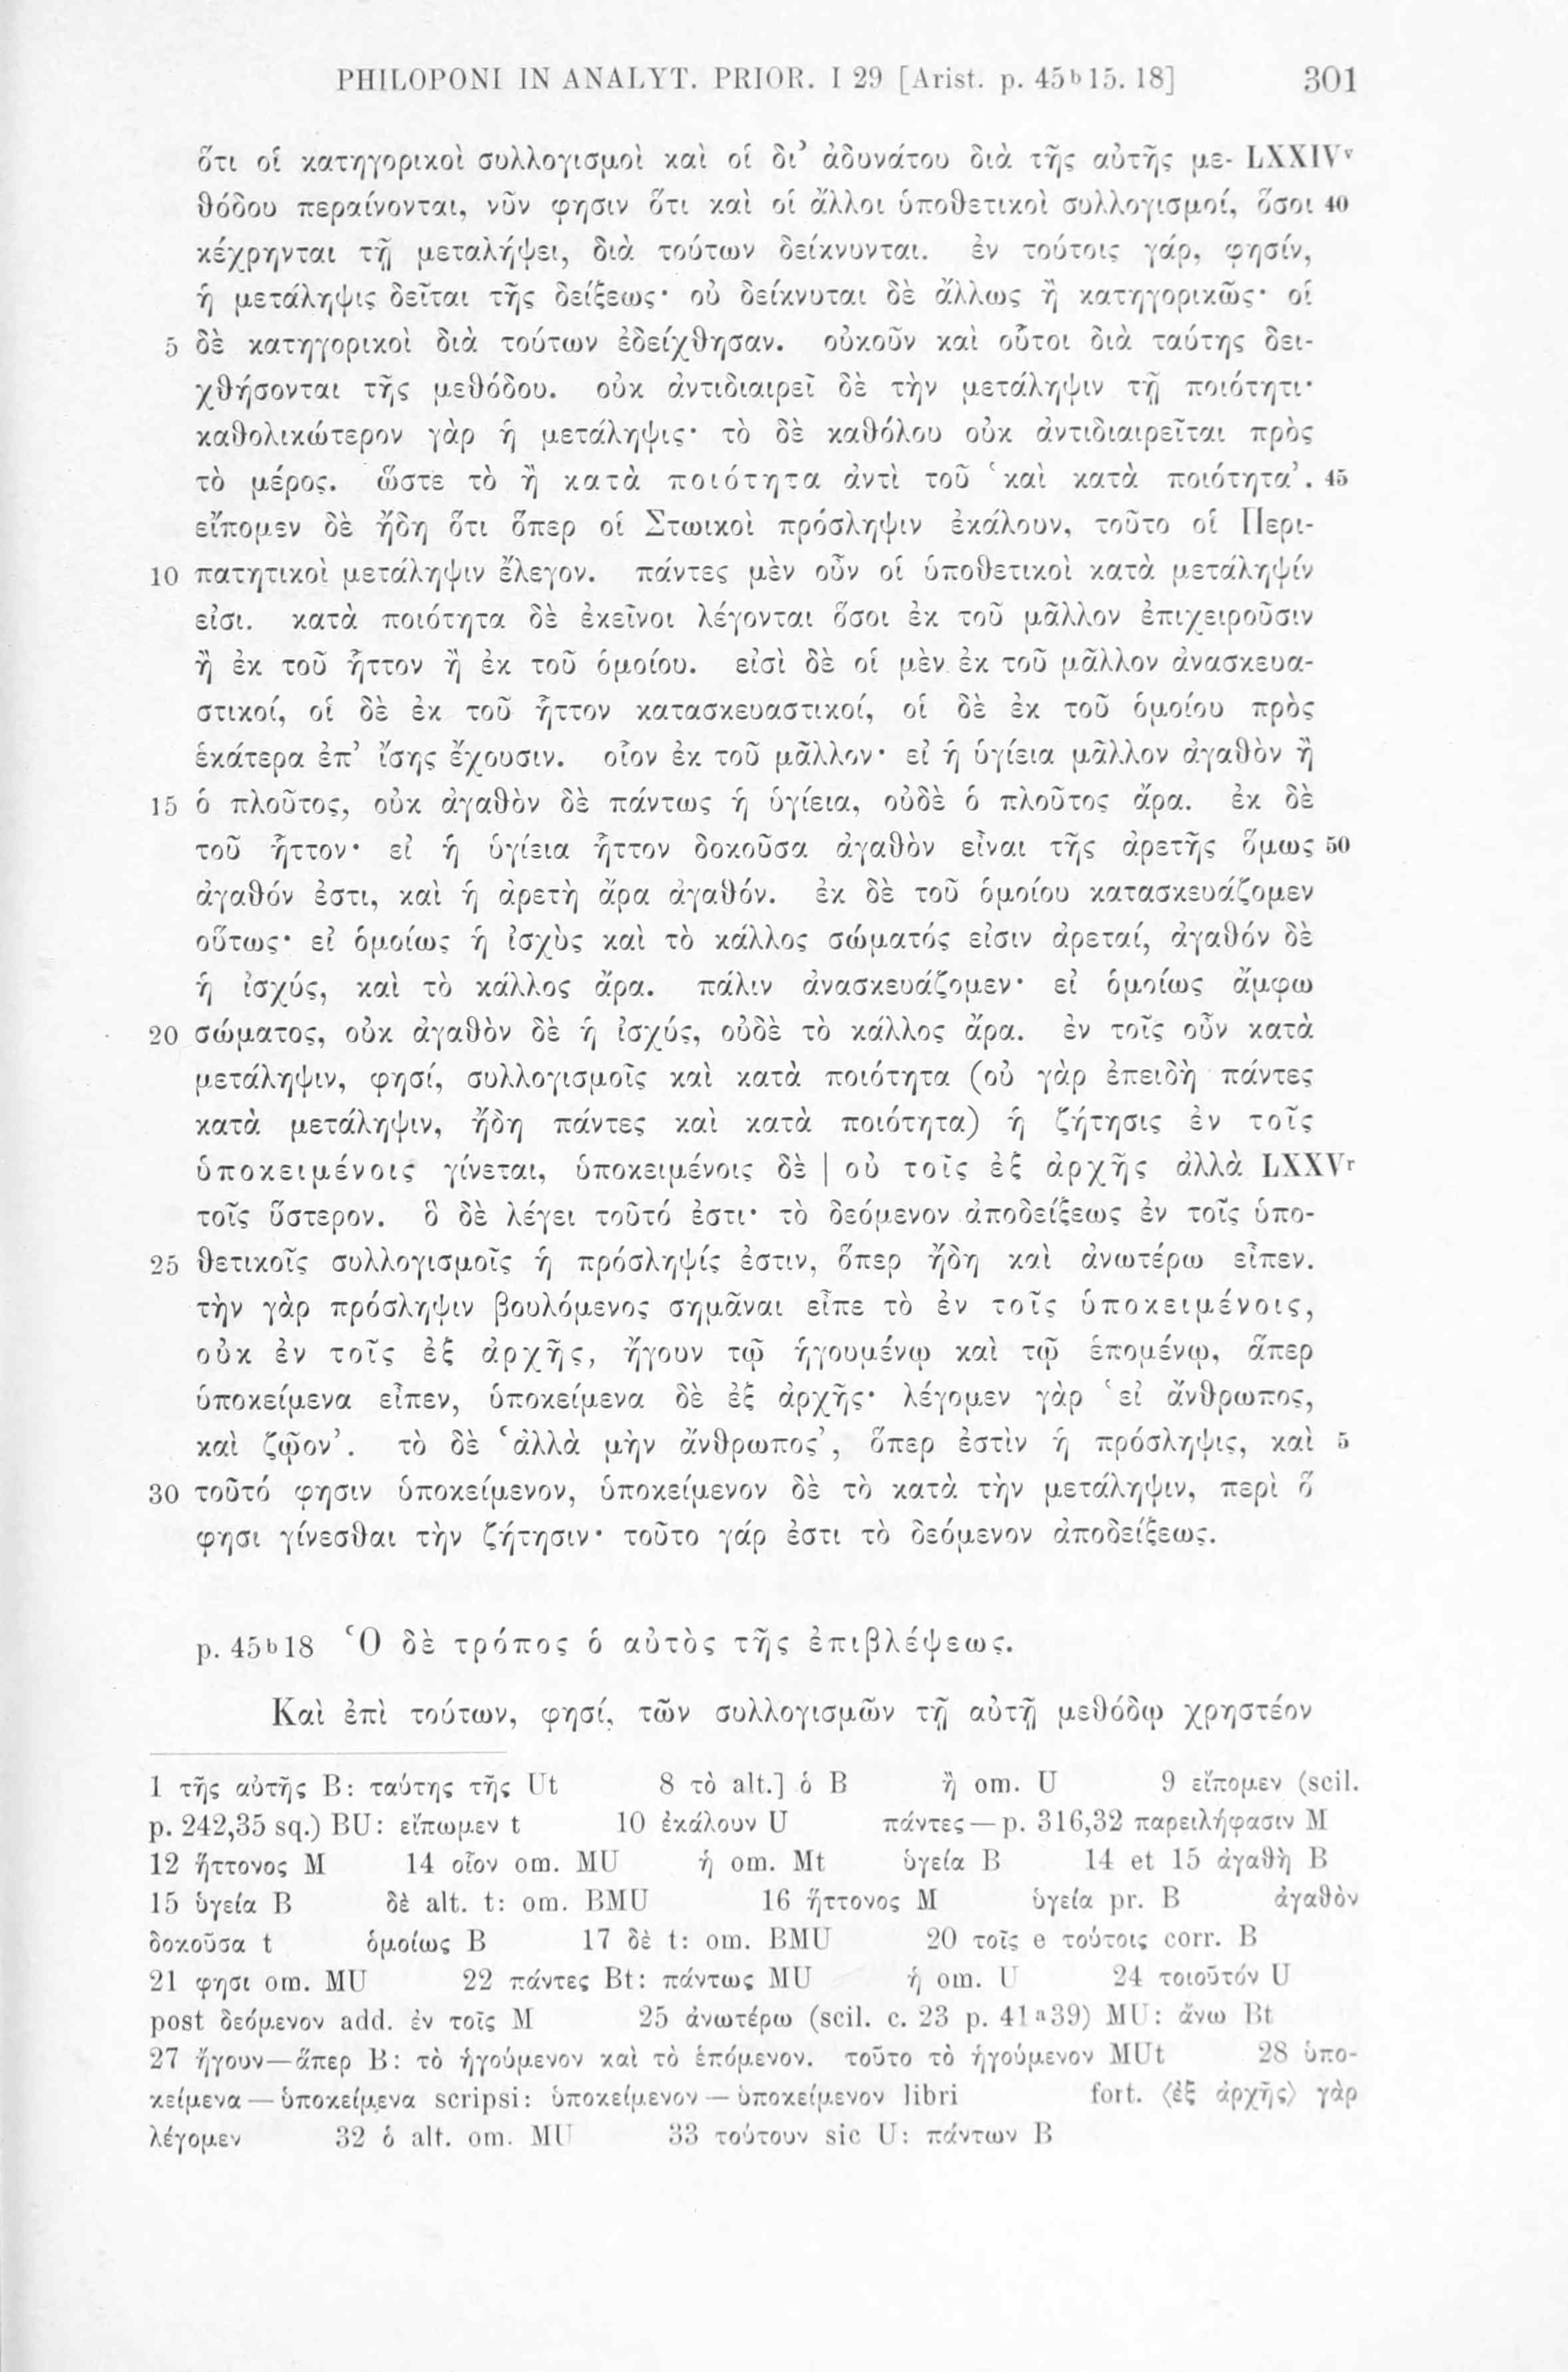 PHILOPONI IN ANALYT. PRIOR. I 29 [Arist. p. 45b15. 18] 301
ὅτι οἱ κατηγορικοὶ συλλογισμοὶ καὶ οἱ δι’ ἀδυνάτου διὰ τῆς αὐτῆς με- LXXIVv
θόδου περαίνονται, νῦν φησιν ὅτι καὶ οἱ ἄλλοι ὑποθετικοὶ συλλογισμοί, ὅσοι 40
κέχρηνται τῇ μεταλήψει, διὰ τούτων δείκνυνται. ἐν τούτοις γάρ, φησίν,
ἡ μετάληψις δεῖται τῆς δείξεως· οὐ δείκνυται δὲ ἄλλως ἢ κατηγορικῶς· οἱ
5 δὲ κατηγορικοὶ διὰ τούτων ἐδείχθησαν. οὐκοῦν καὶ οὗτοι διὰ ταύτης δει-
χθήσονται τῆς μεθόδου. οὐκ ἀντιδιαιρεῖ δὲ τὴν μετάληψιν τῇ ποιότητι·
καθολικώτερον γὰρ ἡ μετάληψις· τὸ δὲ καθόλου οὐκ ἀντιδιαιρεῖται πρὸς
τὸ μέρος. ὥστε τὸ ἢ κατὰ ποιότητα ἀντὶ τοῦ ‘καὶ κατὰ ποιότητα’. 45
εἴπομεν δὲ ἤδη ὅτι ὅπερ οἱ Στωικοὶ πρόσληψιν ἐκάλουν, τοῦτο οἱ Περι-
10 πατητικοὶ μετάληψιν ἔλεγον. πάντες μὲν οὖν οἱ ὑποθετικοὶ κατὰ μετάληψίν
εἰσι. κατὰ ποιότητα δὲ ἐκεῖνοι λέγονται ὅσοι ἐκ τοῦ μᾶλλον ἐπιχειροῦσιν
ἢ ἐκ τοῦ ἧττον ἢ ἐκ τοῦ ὁμοίου. εἰσὶ δὲ οἱ μὲν ἐκ τοῦ μᾶλλον ἀνασκευα-
στικοί, οἱ δὲ ἐκ τοῦ ἧττον κατασκευαστικοί, οἱ δὲ ἐκ τοῦ ὁμοίου πρὸς
ἑκάτερα ἐπ’ ἴσης ἔχουσιν. οἷον ἐκ τοῦ μᾶλλον· εἰ ἡ ὑγίεια μᾶλλον ἀγαθὸν ἢ
15 ὁ πλοῦτος, οὐκ ἀγαθὸν δὲ πάντως ἡ ὑγίεια, οὐδὲ ὁ πλοῦτος ἄρα. ἐκ δὲ
τοῦ ἧττον· εἰ ἡ ὑγίεια ἧττον δοκοῦσα ἀγαθὸν εἶναι τῆς ἀρετῆς ὅμως 50
ἀγαθόν ἐστι, καὶ ἡ ἀρετὴ ἄρα ἀγαθόν. ἐκ δὲ τοῦ ὁμοίου κατασκευάζομεν
οὕτως· εἰ ὁμοίως ἡ ἰσχὺς καὶ τὸ κάλλος σώματός εἰσιν ἀρεταί, ἀγαθόν δὲ
ἡ ἰσχύς, καὶ τὸ κάλλος ἄρα. πάλιν ἀνασκευάζομεν· εἰ ὁμοίως ἄμφω
20 σώματος, οὐκ ἀγαθὸν δὲ ἡ ἰσχύς, οὐδὲ τὸ κάλλος ἄρα. ἐν τοῖς οὖν κατὰ
μετάληψιν, φησί, συλλογισμοῖς καὶ κατὰ ποιότητα (οὐ γὰρ ἐπειδὴ πάντες
κατὰ μετάληψιν, ἤδη πάντες καὶ κατὰ ποιότητα) ἡ ζήτησις ἐν τοῖς
ὑποκειμένοις γίνεται, ὑποκειμένοις δὲ | οὐ τοῖς ἐξ ἀρχῆς ἀλλὰ LXXVr
τοῖς ὕστερον. ὃ δὲ λέγει τοῦτό ἐστι· τὸ δεόμενον ἀποδείξεως ἐν τοῖς ὑπο-
25 θετικοῖς συλλογισμοῖς ἡ πρόσληψίς ἐστιν, ὅπερ ἤδη καὶ ἀνωτέρω εἶπεν.
τὴν γὰρ πρόσληψιν βουλόμενος σημᾶναι εἶπε τὸ ἐν τοῖς ὑποκειμένοις,
οὐκ ἐν τοῖς ἐξ ἀρχῆς, ἤγουν τῷ ἡγουμένῳ καὶ τῷ ἑπομένῳ, ἅπερ
ὑποκείμενα εἶπεν, ὑποκείμενα δὲ ἐξ ἀρχῆς· λέγομεν γὰρ ‘εἰ ἄνθρωπος,
καὶ ζῷον’. τὸ δὲ ‘ἀλλὰ μὴν ἄνθρωπος’, ὅπερ ἐστὶν ἡ πρόσληψις, καὶ 5
30 τοῦτό φησιν ὑποκείμενον, ὑποκείμενον δὲ τὸ κατὰ τὴν μετάληψιν, περὶ ὅ
φησι γίνεσθαι τὴν ζήτησιν· τοῦτο γάρ ἐστι τὸ δεόμενον ἀποδείξεως.
p. 45b18 Ὁ δὲ τρόπος ὁ αὐτὸς τῆς ἐπιβλέψεως.
Καὶ ἐπὶ τούτων, φησί, τῶν συλλογισμῶν τῇ αὐτῇ μεθόδῳ χρηστέον
1 τῆς αὐτῆς B: ταύτης τῆς Ut 8 τὸ alt.] ὁ B ἢ om. U 9 εἴπομεν (scil.
p. 242,35 sq.) BU: εἴπωμεν t 10 ἐκάλουν U πάντες — p. 316,32 παρειλήφασιν M
12 ἥττονος M 14 οἷον om. MU ἡ om. Mt ὑγεία B 14 et 15 ἀγαθὴ B
15 ὑγεία B δὲ alt. t: om. BMU 16 ἥττονος M ὑγεία pr. B ἀγαθὸν
δοκοῦσα t ὁμοίως B 17 δὲ t: om. BMU 20 τοῖς e τούτοις corr. B
21 φησι om. MU 22 πάντες Bt: πάντως MU ἡ om. U 24 τοιοῦτόν U
post δεόμενον add. ἐν τοῖς M 25 ἀνωτέρω (scil. c. 23 p. 41a39) MU: ἄνω Bt
27 ἤγουν—ἅπερ B: τὸ ἡγούμενον καὶ τὸ ἑπόμενον. τοῦτο τὸ ἡγούμενον MUt 28 ὑπο-
κείμενα — ὑποκείμενα scripsi: ὑποκείμενον — ὑποκείμενον libri fort. ⟨ἐξ ἀρχῆς⟩ γὰρ
λέγομεν 32 ὁ alt. om. MU 33 τούτουν sic U: πάντων B